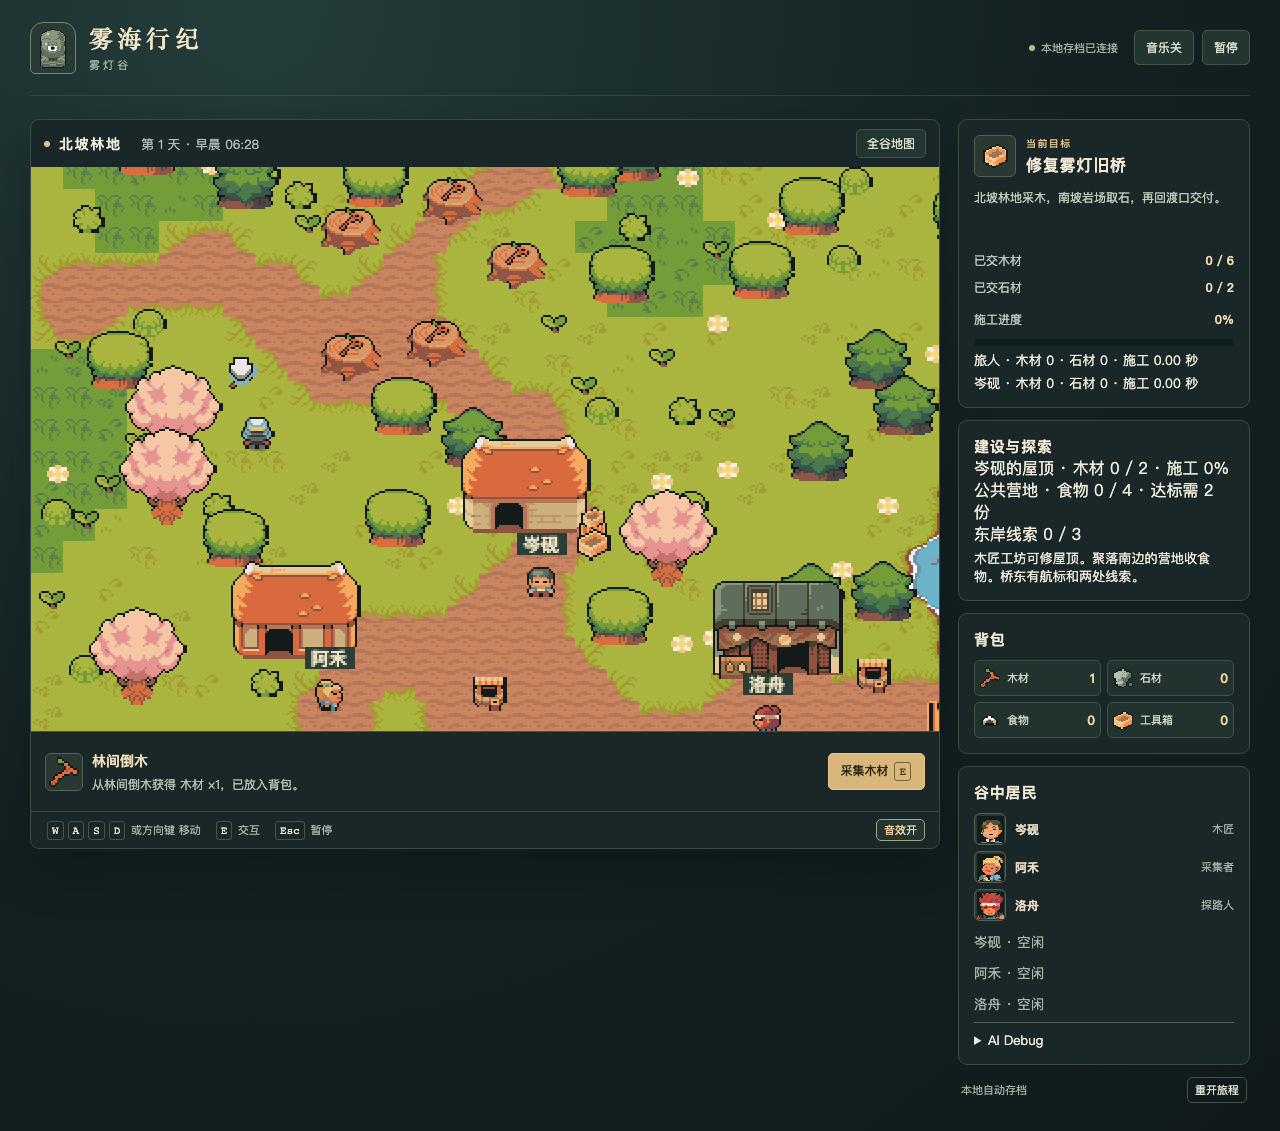 雾海行纪
雾灯谷
本地存档已连接
音乐关
暂停
北坡林地
第 1 天 · 早晨 06:28
全谷地图
岑砚
阿禾
洛舟
林间倒木
从林间倒木获得 木材 ×1，已放入背包。
采集木材 E
W A S D 或方向键 移动 E 交互 Esc 暂停
音效开
当前目标
修复雾灯旧桥
北坡林地采木，南坡岩场取石，再回渡口交付。
已交木材 0 / 6
已交石材 0 / 2
施工进度 0%
旅人 · 木材 0 · 石材 0 · 施工 0.00 秒
岑砚 · 木材 0 · 石材 0 · 施工 0.00 秒
建设与探索
岑砚的屋顶 · 木材 0 / 2 · 施工 0%
公共营地 · 食物 0 / 4 · 达标需 2
份
东岸线索 0 / 3
木匠工坊可修屋顶。聚落南边的营地收食
物。桥东有航标和两处线索。
背包
木材 1
石材 0
食物 0
工具箱 0
谷中居民
岑砚 木匠
阿禾 采集者
洛舟 探路人
岑砚 · 空闲
阿禾 · 空闲
洛舟 · 空闲
AI Debug
本地自动存档
重开旅程